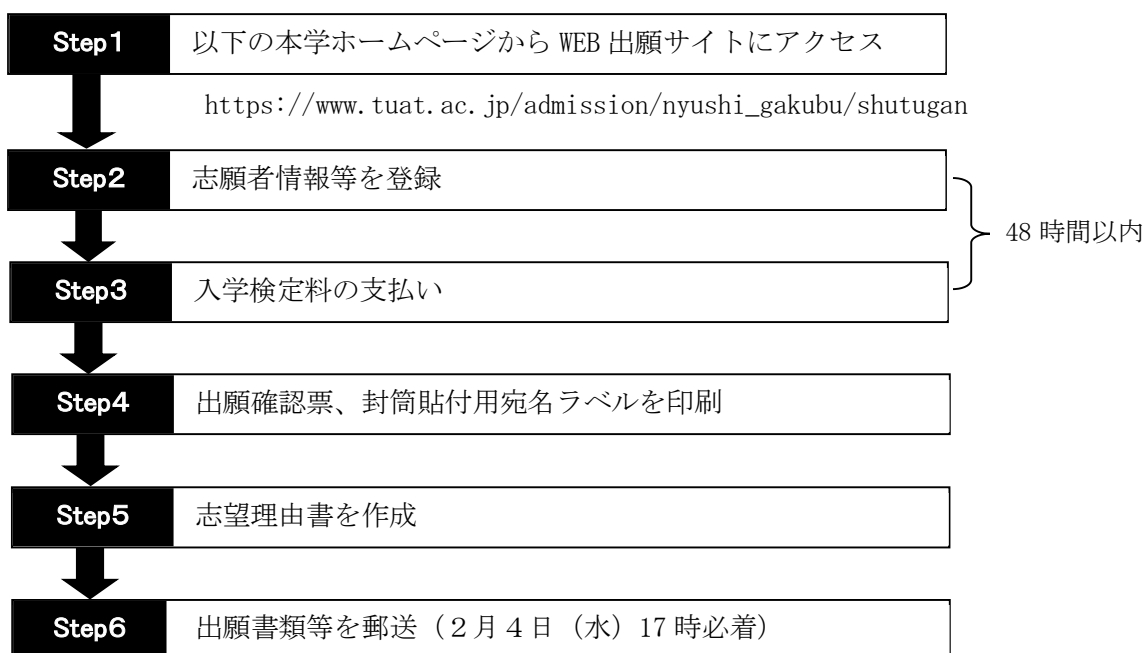 Step1 以下の本学ホームページから WEB 出願サイトにアクセス
https://www.tuat.ac.jp/admission/nyushi_gakubu/shutugan
Step2 志願者情報等を登録
48 時間以内
Step3 入学検定料の支払い
Step4 出願確認票、封筒貼付用宛名ラベルを印刷
Step5 志望理由書を作成
Step6 出願書類等を郵送（２月４日（水）17 時必着）